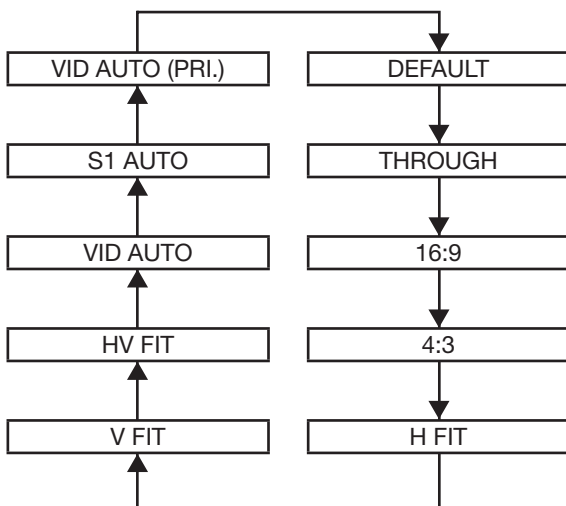 VID AUTO (PRI.)
DEFAULT
S1 AUTO
THROUGH
VID AUTO
16:9
HV FIT
4:3
V FIT
H FIT